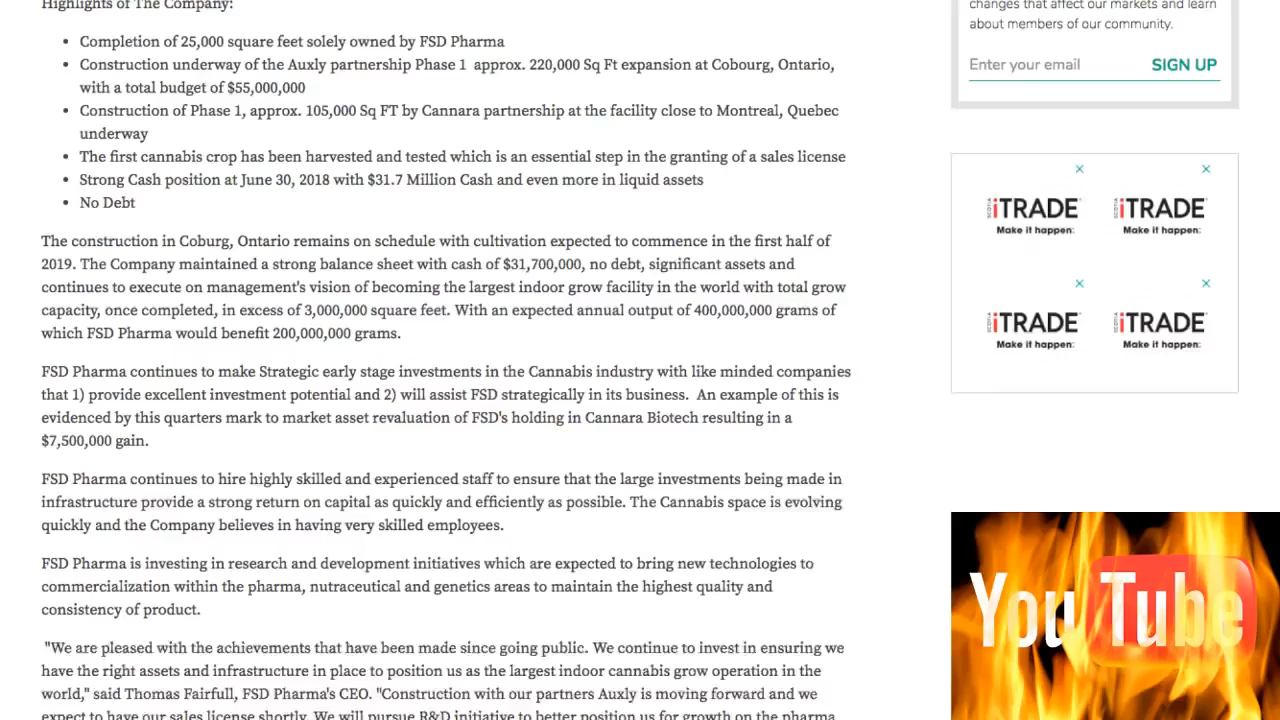 Highlights of The Company:
• Completion of 25,000 square feet solely owned by FSD Pharma
• Construction underway of the Auxly partnership Phase 1 approx. 220,000 Sq Ft expansion at Cobourg, Ontario,
with a total budget of $55,000,000
• Construction of Phase 1, approx. 105,000 Sq FT by Cannara partnership at the facility close to Montreal, Quebec
underway
• The first cannabis crop has been harvested and tested which is an essential step in the granting of a sales license
• Strong Cash position at June 30, 2018 with $31.7 Million Cash and even more in liquid assets
• No Debt
The construction in Coburg, Ontario remains on schedule with cultivation expected to commence in the first half of
2019. The Company maintained a strong balance sheet with cash of $31,700,000, no debt, significant assets and
continues to execute on management's vision of becoming the largest indoor grow facility in the world with total grow
capacity, once completed, in excess of 3,000,000 square feet. With an expected annual output of 400,000,000 grams of
which FSD Pharma would benefit 200,000,000 grams.
FSD Pharma continues to make Strategic early stage investments in the Cannabis industry with like minded companies
that 1) provide excellent investment potential and 2) will assist FSD strategically in its business. An example of this is
evidenced by this quarters mark to market asset revaluation of FSD's holding in Cannara Biotech resulting in a
$7,500,000 gain.
FSD Pharma continues to hire highly skilled and experienced staff to ensure that the large investments being made in
infrastructure provide a strong return on capital as quickly and efficiently as possible. The Cannabis space is evolving
quickly and the Company believes in having very skilled employees.
FSD Pharma is investing in research and development initiatives which are expected to bring new technologies to
commercialization within the pharma, nutraceutical and genetics areas to maintain the highest quality and
consistency of product.
"We are pleased with the achievements that have been made since going public. We continue to invest in ensuring we
have the right assets and infrastructure in place to position us as the largest indoor cannabis grow operation in the
world," said Thomas Fairfull, FSD Pharma's CEO. "Construction with our partners Auxly is moving forward and we
expect to have our sales license shortly. We will pursue R&D initiative to better position us for growth on the pharma,
changes that affect our markets and learn
about members of our community.
Enter your email SIGN UP
SCOTIA iTRADE SCOTIA iTRADE
Make it happen: Make it happen:
SCOTIA iTRADE SCOTIA iTRADE
Make it happen: Make it happen:
You Tube